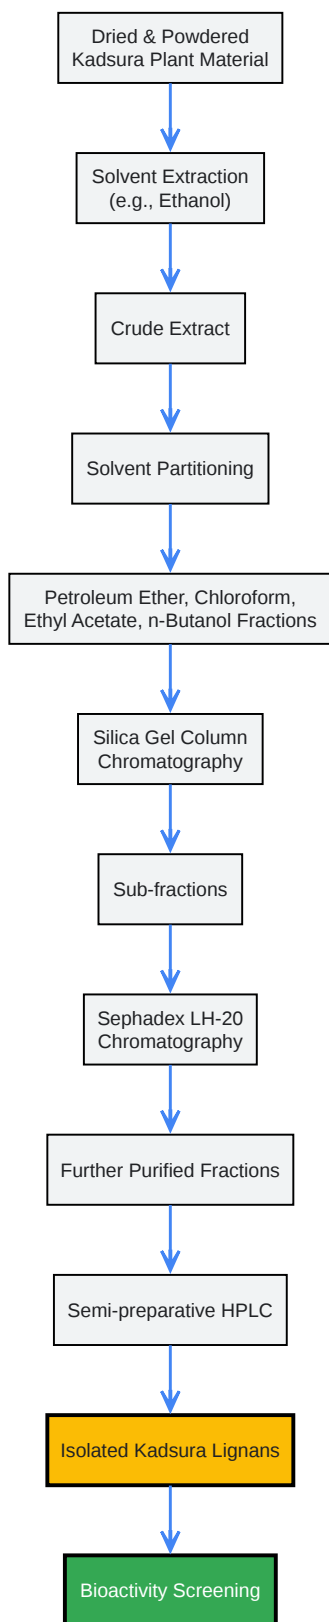 Dried & Powdered
Kadsura Plant Material
Solvent Extraction
(e.g., Ethanol)
Crude Extract
Solvent Partitioning
Petroleum Ether, Chloroform,
Ethyl Acetate, n-Butanol Fractions
Silica Gel Column
Chromatography
Sub-fractions
Sephadex LH-20
Chromatography
Further Purified Fractions
Semi-preparative HPLC
Isolated Kadsura Lignans
Bioactivity Screening